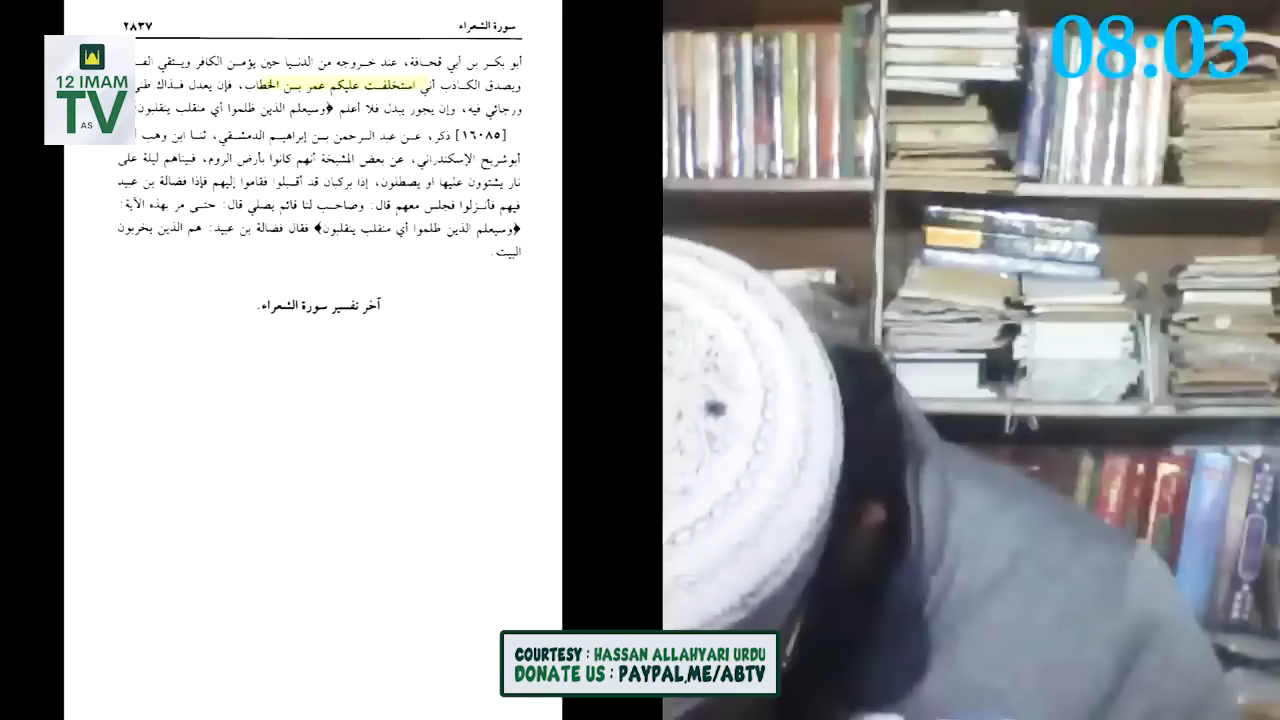 سورة الشعراء ٢٨٣٧
أبو بكر بن أبي قحافة، عند خروجه من الدنيا حين يؤمن الكافر ويتقي
ويصدق الكاذب أني استخلفت عليكم عمر بن الخطاب، فإن يعدل فذاك
ورجائي فيه، وإن يجور يبدل فلا أعلم ﴿وسيعلم الذين ظلموا أي منقلب ينقلبون
[١٦٠٨٥] ذكر، عن عبد الرحمن بن إبراهيم الدمشقي، ثنا ابن وهب
أبوشريح الإسكندراني، عن بعض المشيخة أنهم كانوا بأرض الروم، فبيناهم ليلة على
نار يشتوون عليها او يصطلون، إذا بركبان قد أقبلوا فقاموا إليهم فإذا فضالة بن عبيد
فيهم فأنزلوا فجلس معهم قال: وصاحب لنا قائم يصلي قال: حتى مر بهذه الآية:
﴿وسيعلم الذين ظلموا أي منقلب ينقلبون﴾ فقال فضالة بن عبيد: هم الذين يخربون
البيت.
آخر تفسير سورة الشعراء.
12 IMAM
TV
AS
08:03
COURTESY : HASSAN ALLAHYARI URDU
DONATE US : PAYPAL.ME/ABTV